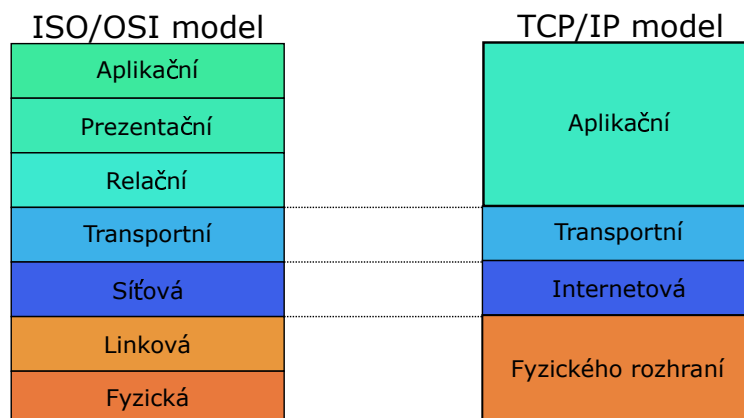 ISO/OSI model
Aplikační
Prezentační
Relační
Transportní
Síťová
Linková
Fyzická
TCP/IP model
Aplikační
Transportní
Internetová
Fyzického rozhraní